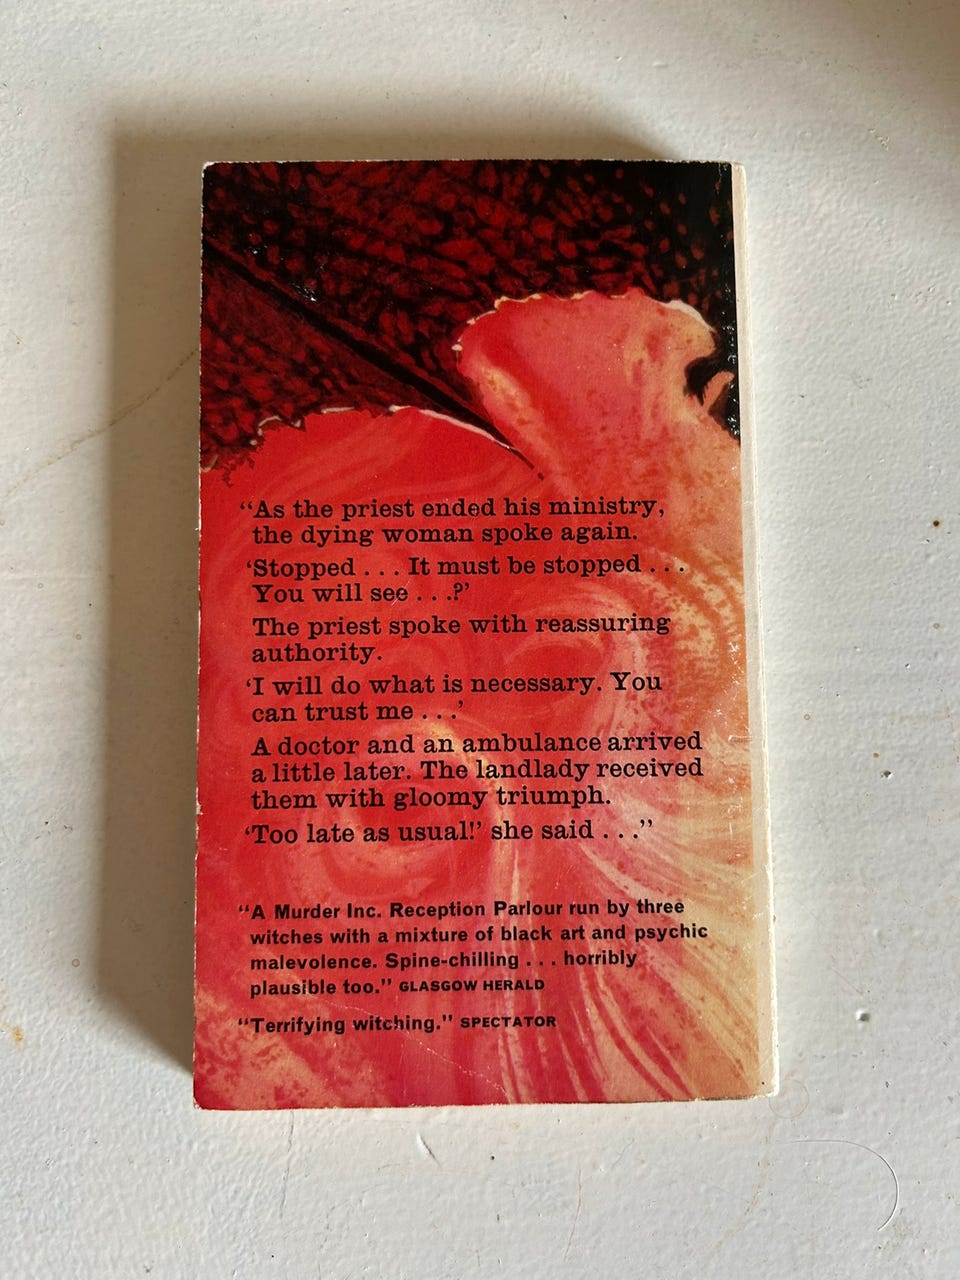 “As the priest ended his ministry,
the dying woman spoke again.
‘Stopped . . . It must be stopped . . .
You will see . . .?’
The priest spoke with reassuring
authority.
‘I will do what is necessary. You
can trust me . . .’
A doctor and an ambulance arrived
a little later. The landlady received
them with gloomy triumph.
‘Too late as usual!’ she said . . .”
“A Murder Inc. Reception Parlour run by three
witches with a mixture of black art and psychic
malevolence. Spine-chilling . . . horribly
plausible too.” GLASGOW HERALD
“Terrifying witching.” SPECTATOR